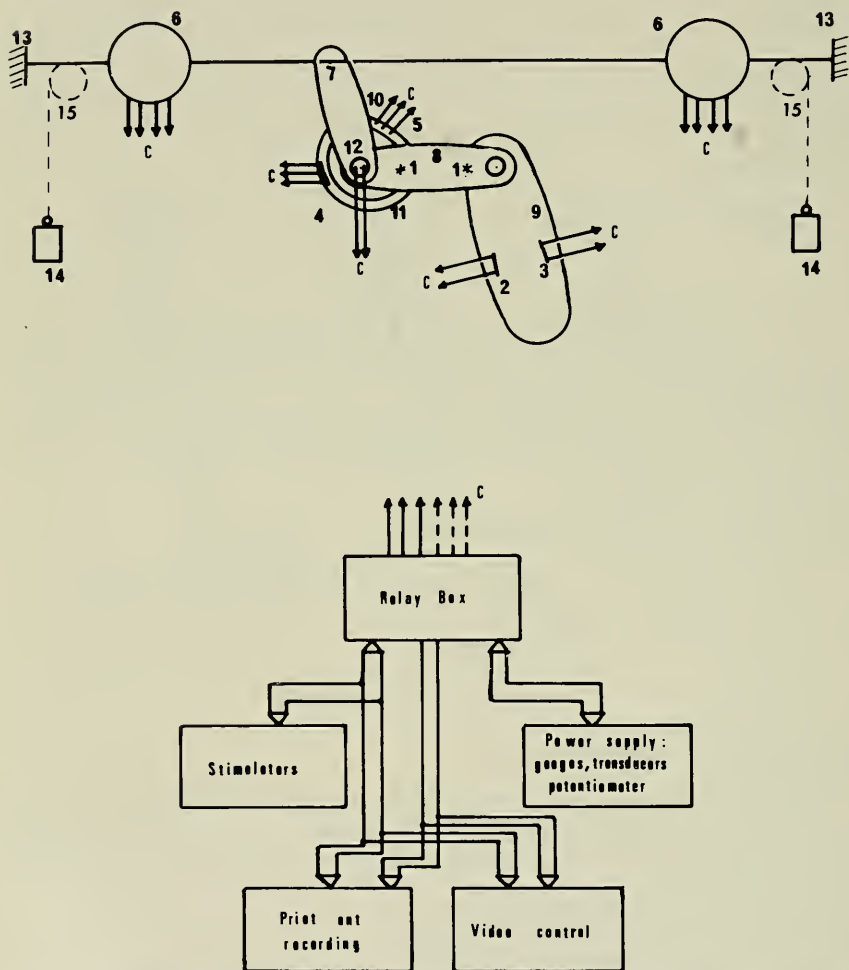 6
6
13
13
7
10
C
5
15
15
C
C
12
8
*1
1*
C
4
11
9
C
C
2
3
14
14
C
C
Relay Box
Stimulators
Power supply:
gauges, transducers
potentiometer
Print out
recording
Video control